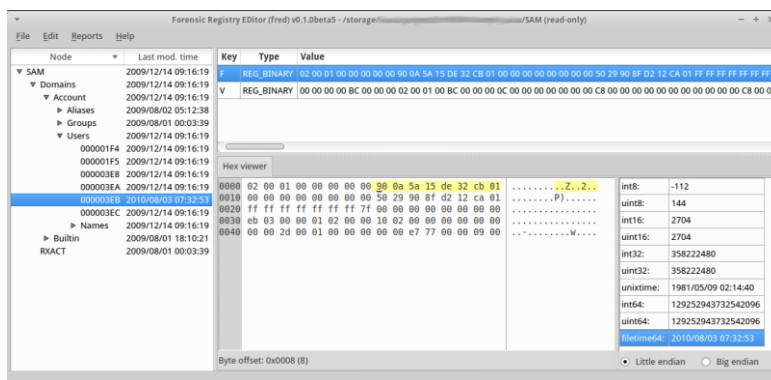 Forensic Registry EDitor (fred) v0.1.0beta5 - /storage/ /SAM (read-only)
File Edit Reports Help
Node Last mod. time
SAM 2009/12/14 09:16:19
Domains 2009/12/14 09:16:19
Account 2009/12/14 09:16:19
Aliases 2009/08/02 05:12:38
Groups 2009/08/01 00:03:39
Users 2009/12/14 09:16:19
000001F4 2009/12/14 09:16:19
000001F5 2009/12/14 09:16:19
000003E8 2009/12/14 09:16:19
000003EA 2009/12/14 09:16:19
000003EB 2010/08/03 07:32:53
000003EC 2009/12/14 09:16:19
Names 2009/12/14 09:16:19
Builtin 2009/08/01 18:10:21
RXACT 2009/08/01 00:03:39
Key Type Value
F REG_BINARY 02 00 01 00 00 00 00 00 90 0A 5A 15 DE 32 CB 01 00 00 00 00 00 00 00 00 50 29 90 8F D2 12 CA 01 FF FF FF FF FF FF FF
V REG_BINARY 00 00 00 00 BC 00 00 00 02 00 01 00 BC 00 00 00 0C 00 00 00 00 00 00 00 C8 00 00 00 00 00 00 00 00 00 00 00 C8 00 0
Hex viewer
0000 02 00 01 00 00 00 00 00 90 0a 5a 15 de 32 cb 01 ..........Z..2..
0010 00 00 00 00 00 00 00 00 50 29 90 8f d2 12 ca 01 ........P)......
0020 ff ff ff ff ff ff ff 7f 00 00 00 00 00 00 00 00 ................
0030 eb 03 00 00 01 02 00 00 10 02 00 00 00 00 00 00 ................
0040 00 00 2d 00 01 00 00 00 00 00 e7 77 00 00 09 00 ..-........w....
int8: -112
uint8: 144
int16: 2704
uint16: 2704
int32: 358222480
uint32: 358222480
unixtime: 1981/05/09 02:14:40
int64: 129252943732542096
uint64: 129252943732542096
filetime64: 2010/08/03 07:32:53
Byte offset: 0x0008 (8)
Little endian Big endian